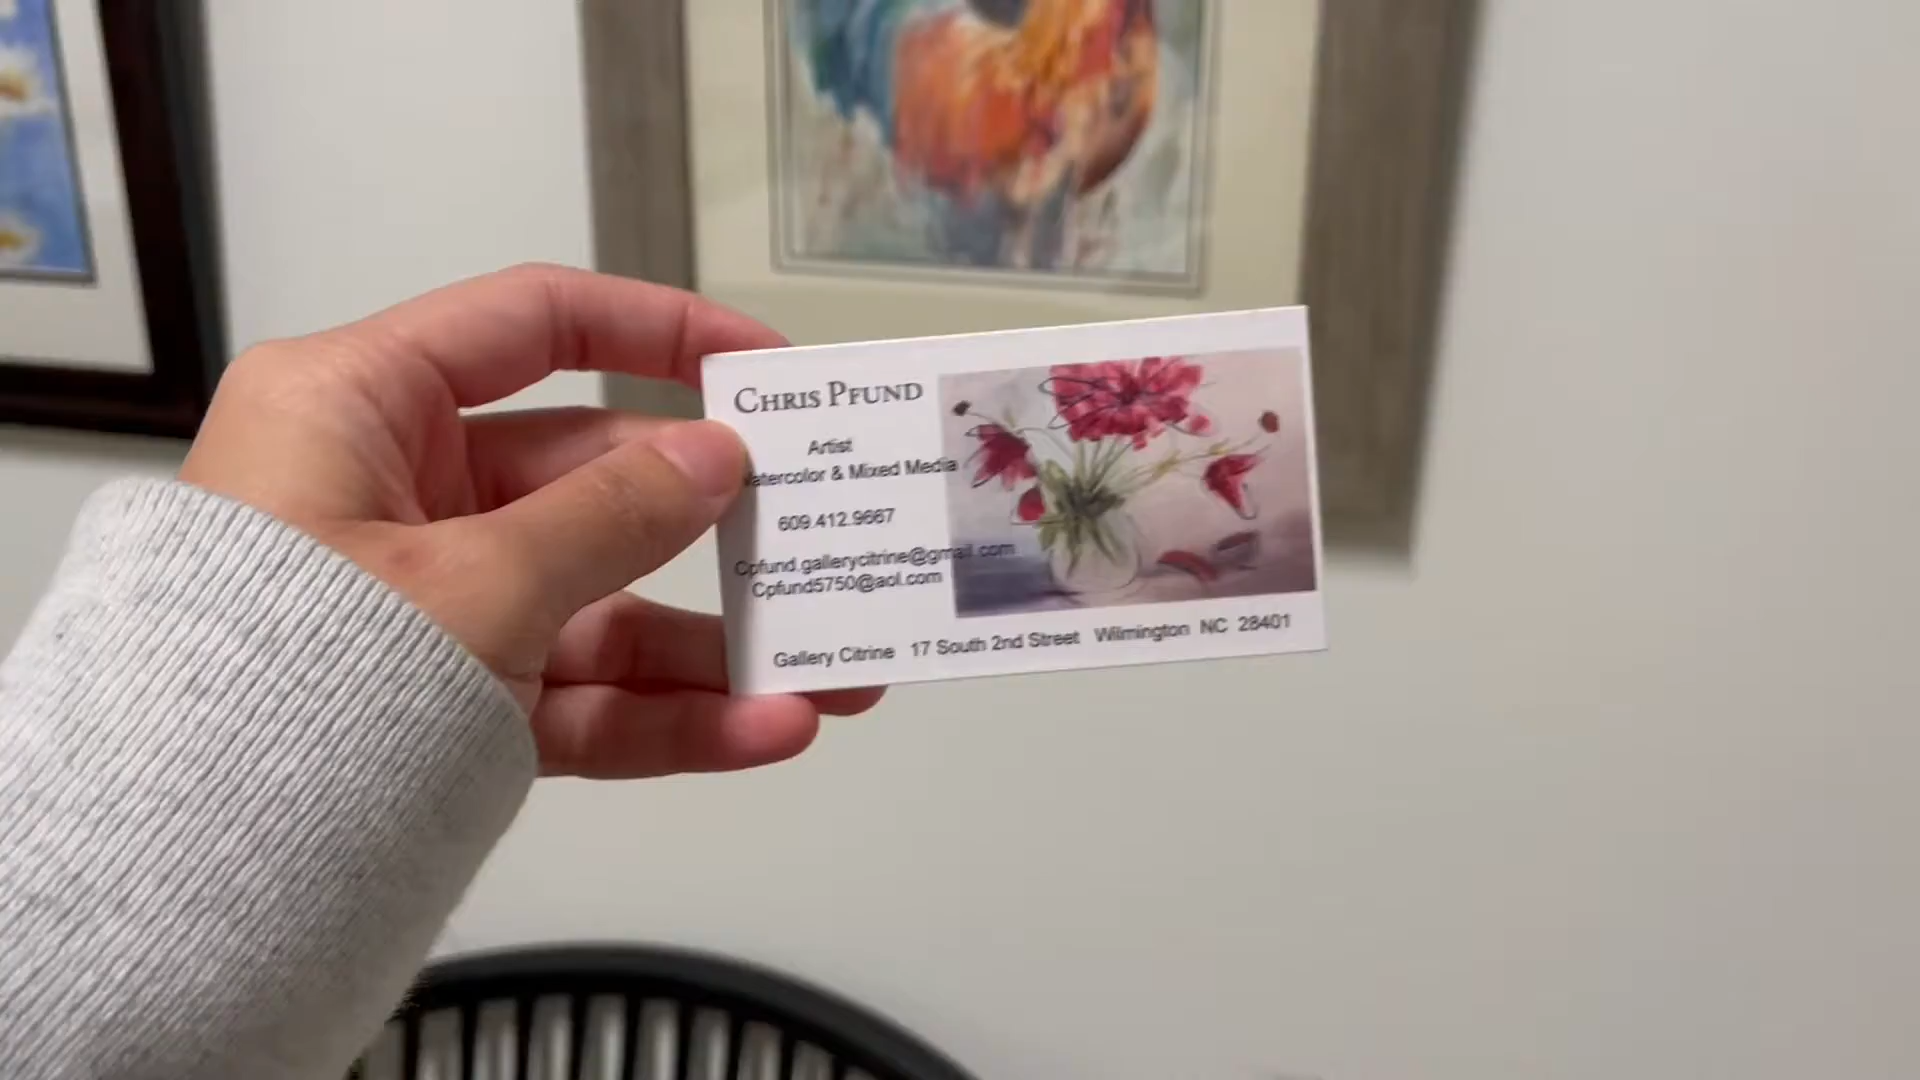 CHRIS PFUND
Artist
Watercolor & Mixed Media
609.412.9667
Cpfund.gallerycitrine@gmail.com
Cpfund5750@aol.com
Gallery Citrine 17 South 2nd Street Wilmington NC 28401